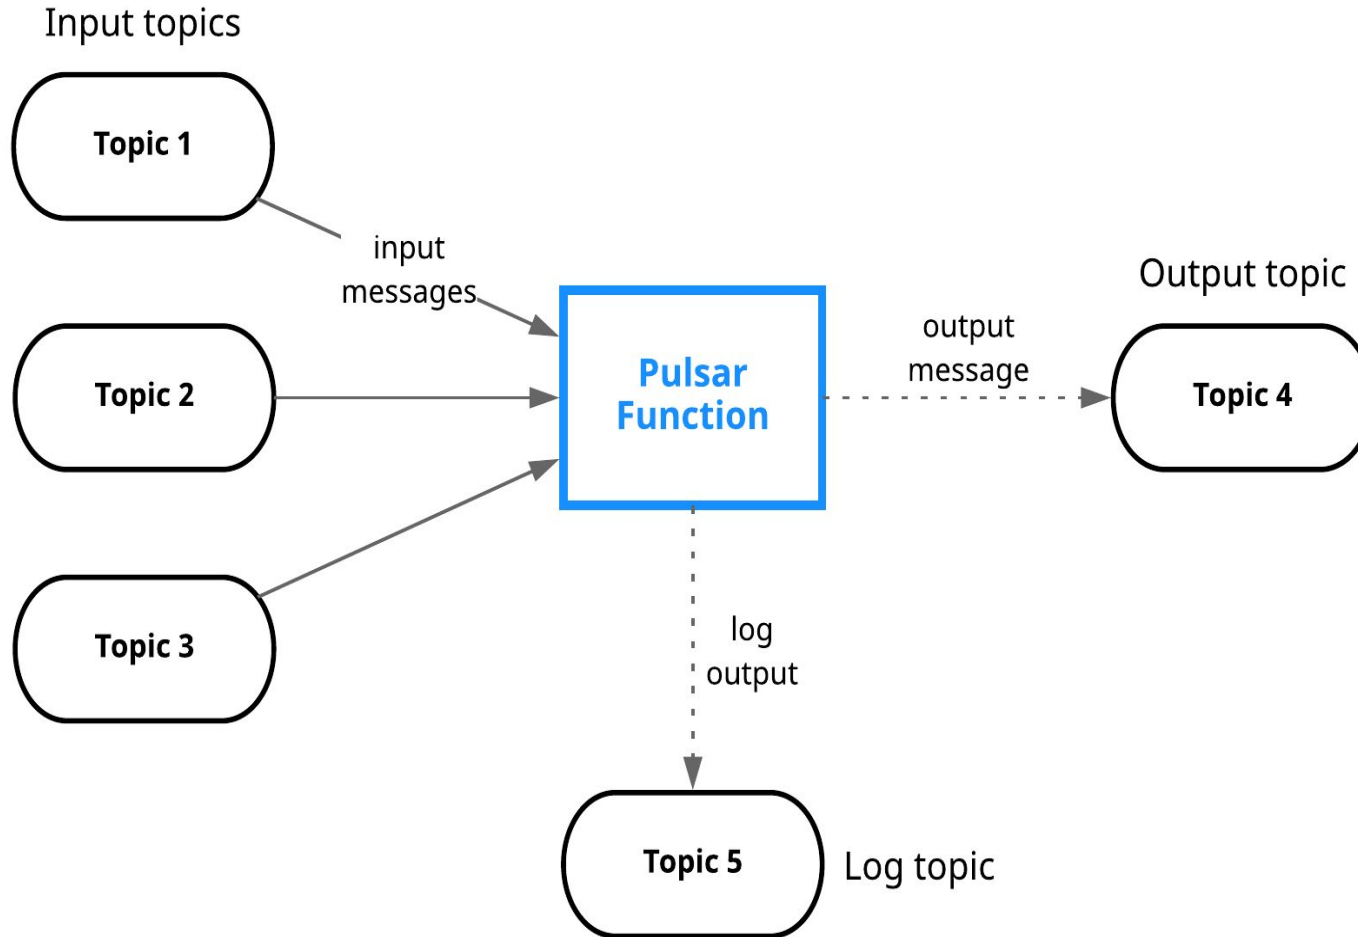 Input topics
Topic 1
input
messages
Topic 2
Topic 3
Pulsar
Function
output
message
Output topic
Topic 4
log
output
Topic 5
Log topic